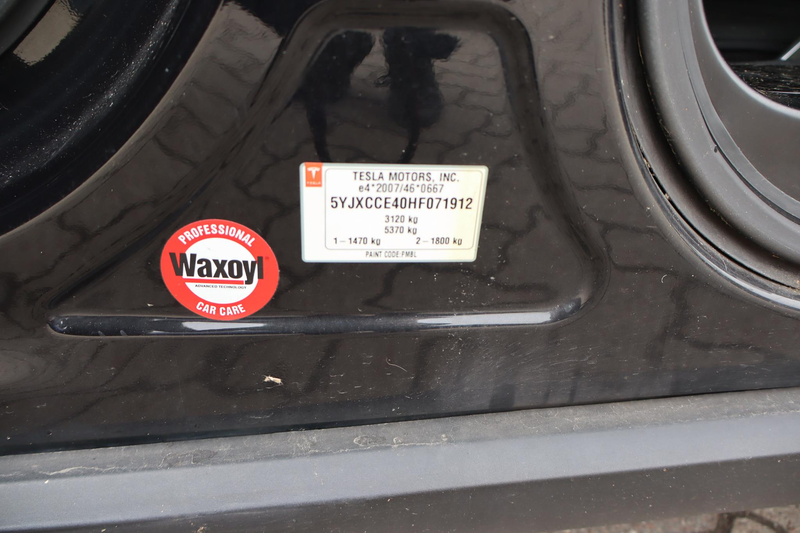 TESLA
TESLA MOTORS, INC.
e4*2007/46*0667
5YJXCCE40HF071912
3120 kg
5370 kg
1 - 1470 kg 2 - 1800 kg
PAINT CODE:PMBL
PROFESSIONAL
Waxoyl
ADVANCED TECHNOLOGY
CAR CARE